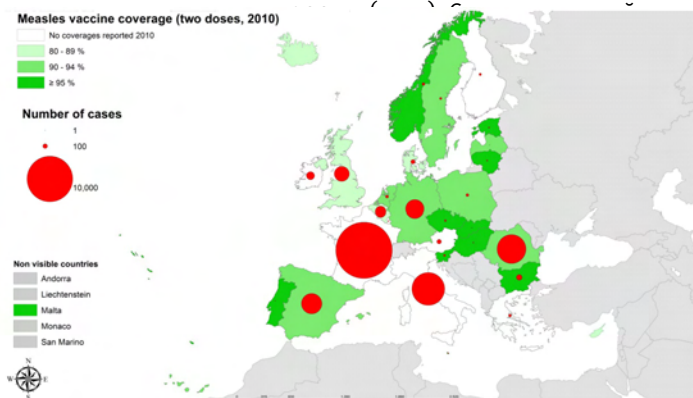 Measles vaccine coverage (two doses, 2010)
No coverages reported 2010
80 - 89 %
90 - 94 %
≥ 95 %
Number of cases
1
100
10,000
Non visible countries
Andorra
Liechtenstein
Malta
Monaco
San Marino
N
W
E
S